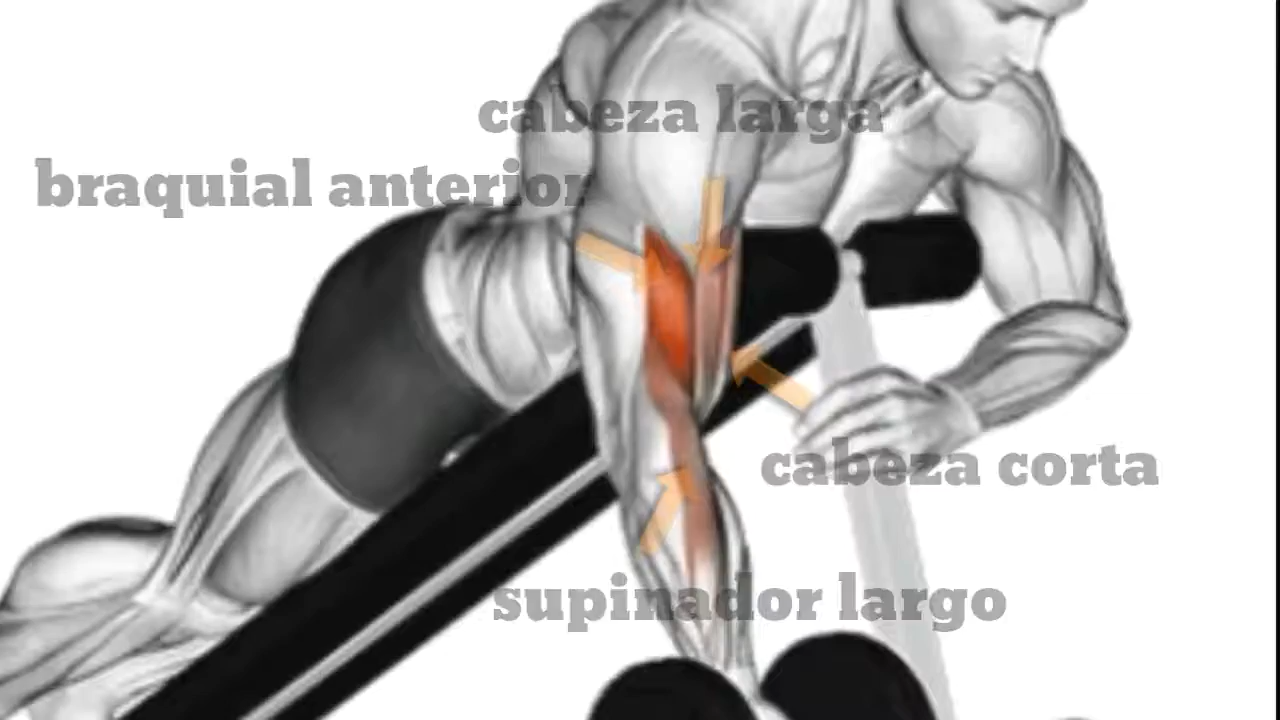 cabeza larga
braquial anterior
cabeza corta
supinador largo